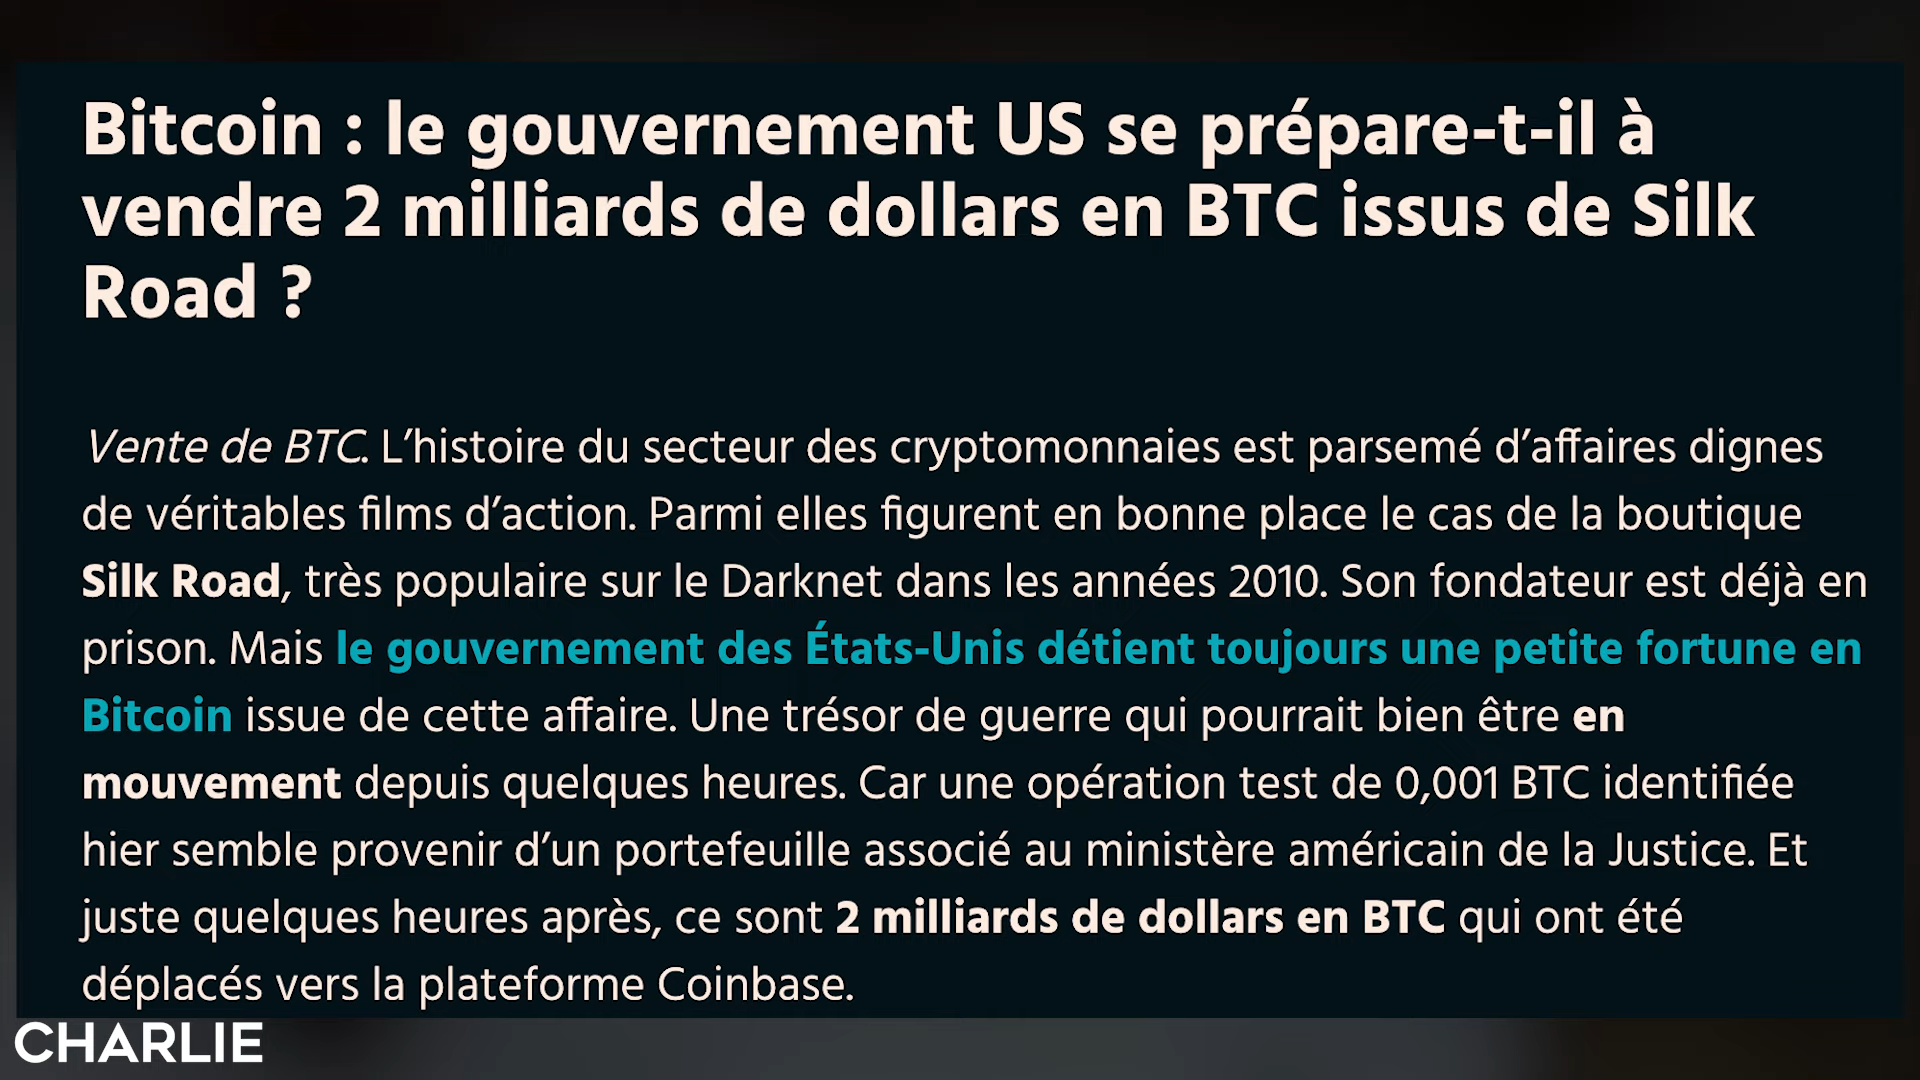 Bitcoin : le gouvernement US se prépare-t-il à
vendre 2 milliards de dollars en BTC issus de Silk
Road ?
Vente de BTC. L’histoire du secteur des cryptomonnaies est parsemé d’affaires dignes
de véritables films d’action. Parmi elles figurent en bonne place le cas de la boutique
Silk Road, très populaire sur le Darknet dans les années 2010. Son fondateur est déjà en
prison. Mais le gouvernement des États-Unis détient toujours une petite fortune en
Bitcoin issue de cette affaire. Une trésor de guerre qui pourrait bien être en
mouvement depuis quelques heures. Car une opération test de 0,001 BTC identifiée
hier semble provenir d’un portefeuille associé au ministère américain de la Justice. Et
juste quelques heures après, ce sont 2 milliards de dollars en BTC qui ont été
déplacés vers la plateforme Coinbase.
CHARLIE